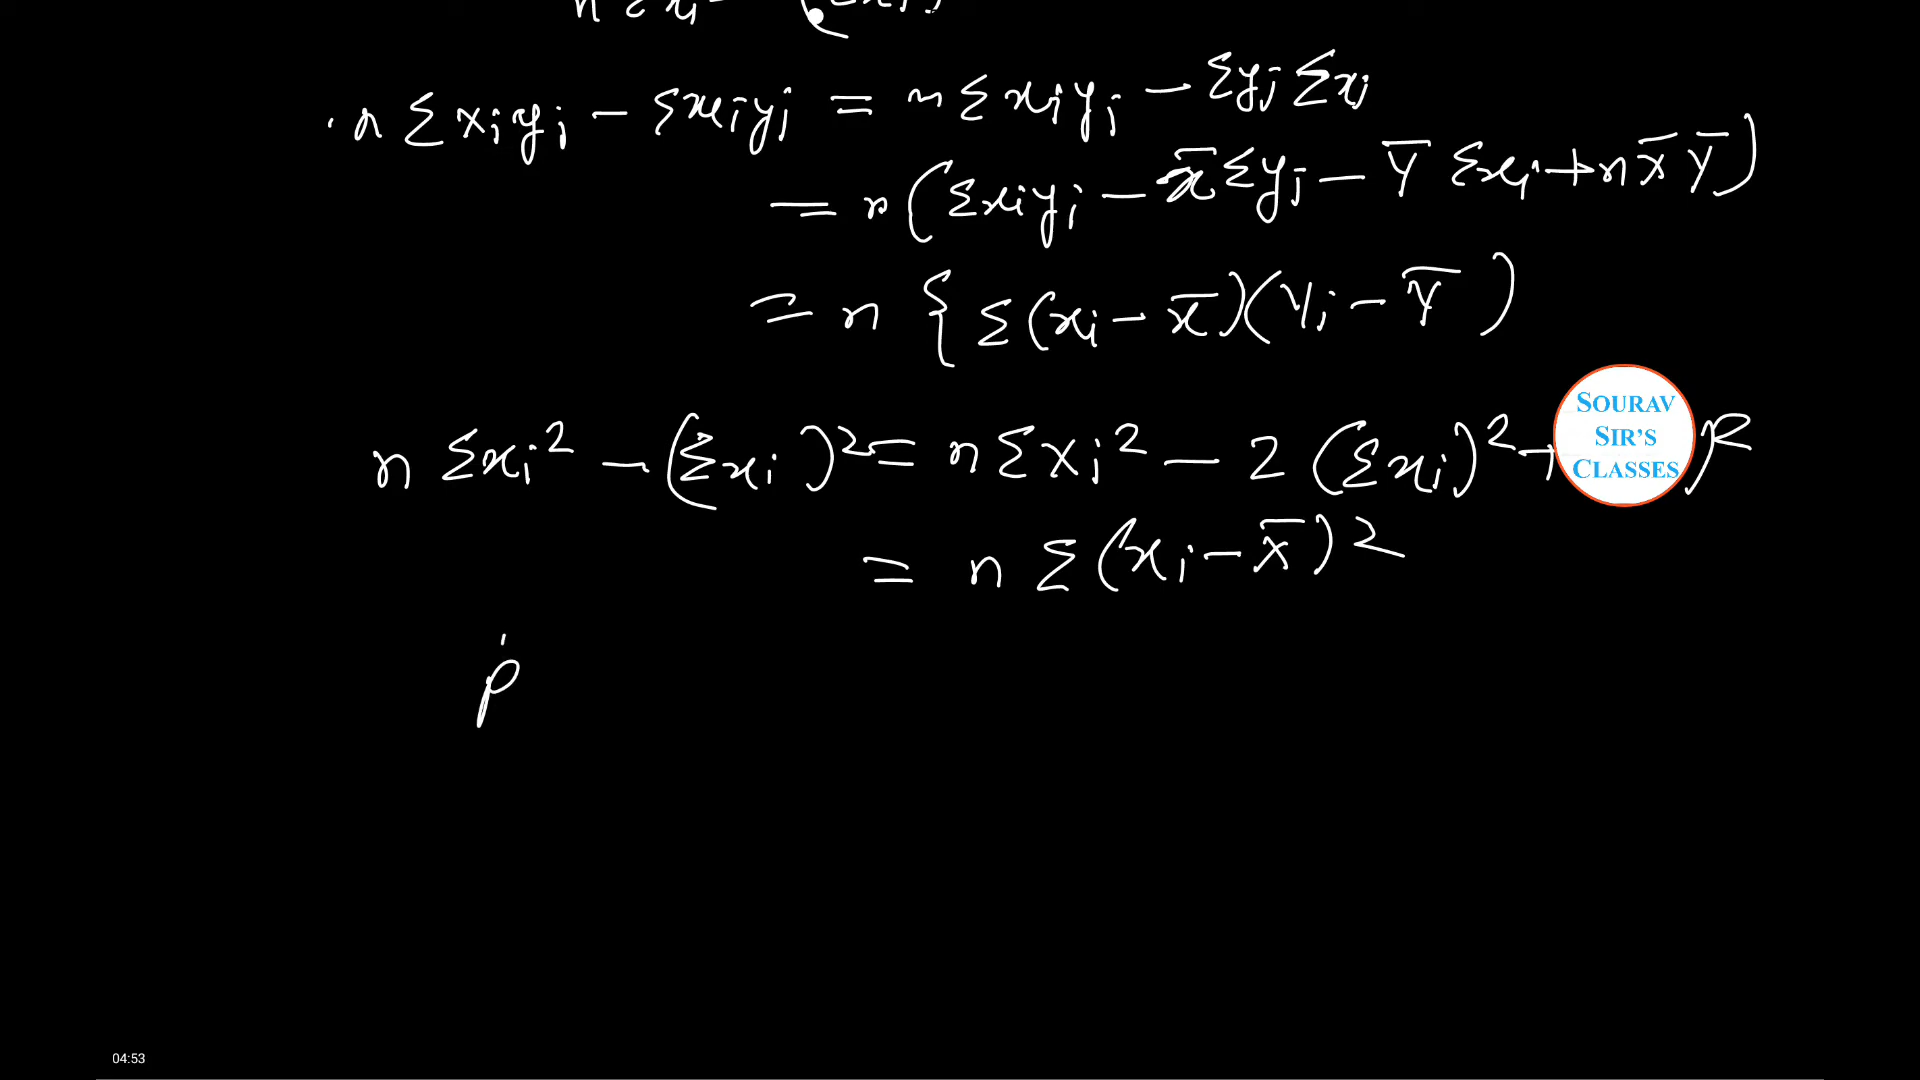 n Σxiyi − Σxiyi = n Σxiyi − Σyi Σxi
= n (Σxiyi − x̄ Σyi − Ȳ Σxi + n x̄ Ȳ)
= n { Σ(xi − x̄)(Yi − Ȳ)
n Σxi² − (Σxi)² = n Σxi² − 2 (Σxi)² + )²
SOURAV
SIR'S
CLASSES
= n Σ(xi − x̄)²
ρ
04:53